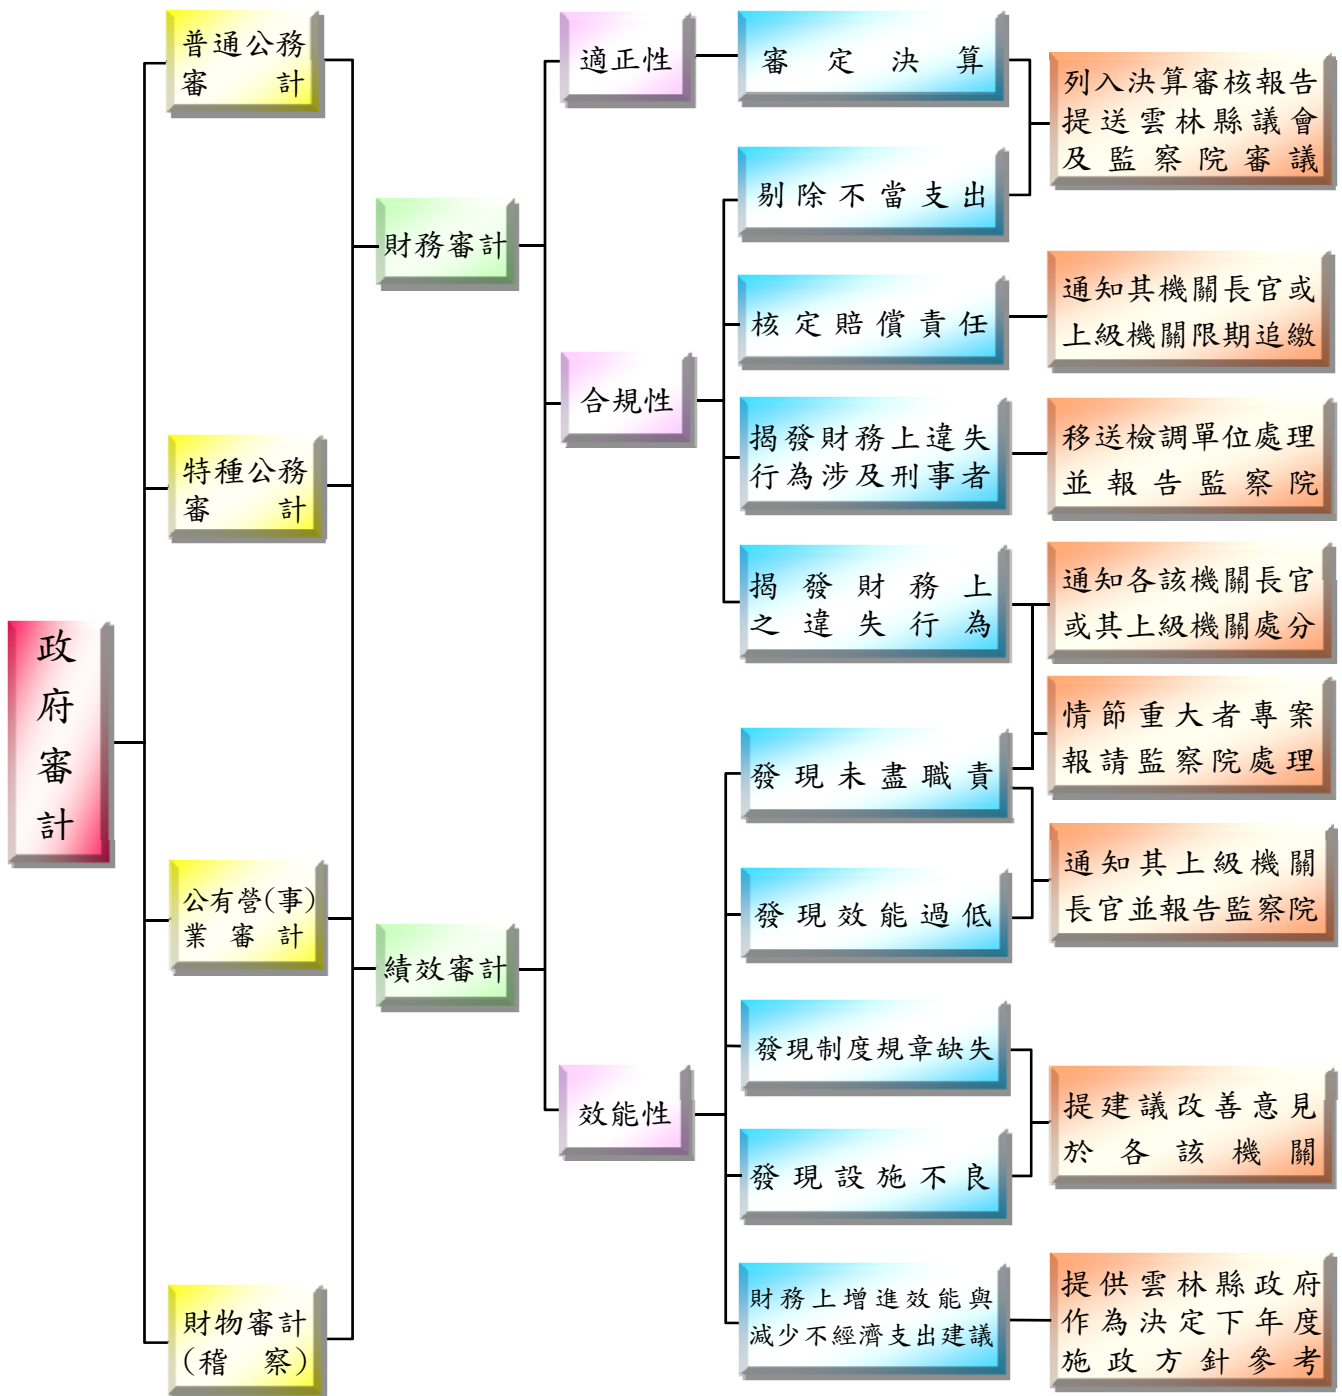 政
府
審
計
普通公務
審計
特種公務
審計
公有營(事)
業審計
財物審計
(稽察)
財務審計
績效審計
適正性
合規性
效能性
審定決算
剔除不當支出
核定賠償責任
揭發財務上違失
行為涉及刑事者
揭發財務上
之違失行為
發現未盡職責
發現效能過低
發現制度規章缺失
發現設施不良
財務上增進效能與
減少不經濟支出建議
列入決算審核報告
提送雲林縣議會
及監察院審議
通知其機關長官或
上級機關限期追繳
移送檢調單位處理
並報告監察院
通知各該機關長官
或其上級機關處分
情節重大者專案
報請監察院處理
通知其上級機關
長官並報告監察院
提建議改善意見
於各該機關
提供雲林縣政府
作為決定下年度
施政方針參考